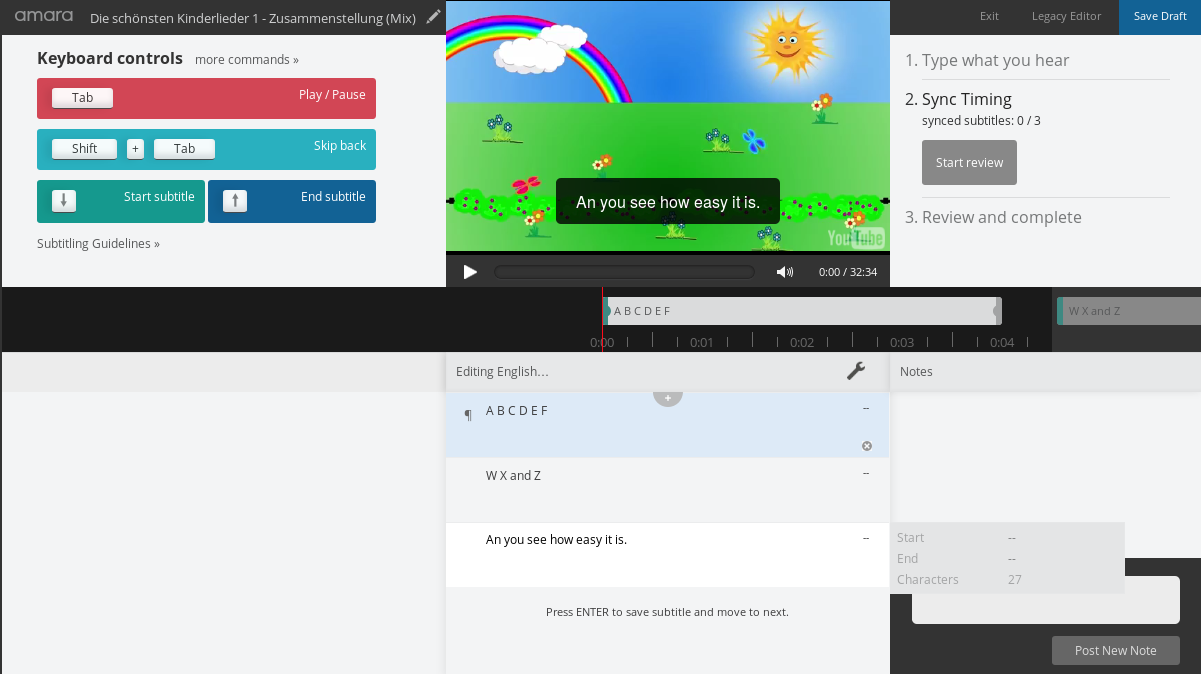 amara
Die schönsten Kinderlieder 1 - Zusammenstellung (Mix)
Exit
Legacy Editor
Save Draft
Keyboard controls
more commands »
Tab
Play / Pause
Shift
+
Tab
Skip back
Start subtitle
End subtitle
Subtitling Guidelines »
An you see how easy it is.
YouTube
0:00 / 32:34
1. Type what you hear
2. Sync Timing
synced subtitles: 0 / 3
Start review
3. Review and complete
A B C D E F
W X and Z
0:00
0:01
0:02
0:03
0:04
Editing English…
Notes
+
¶ A B C D E F --
W X and Z --
An you see how easy it is. --
Press ENTER to save subtitle and move to next.
Start --
End --
Characters 27
Post New Note